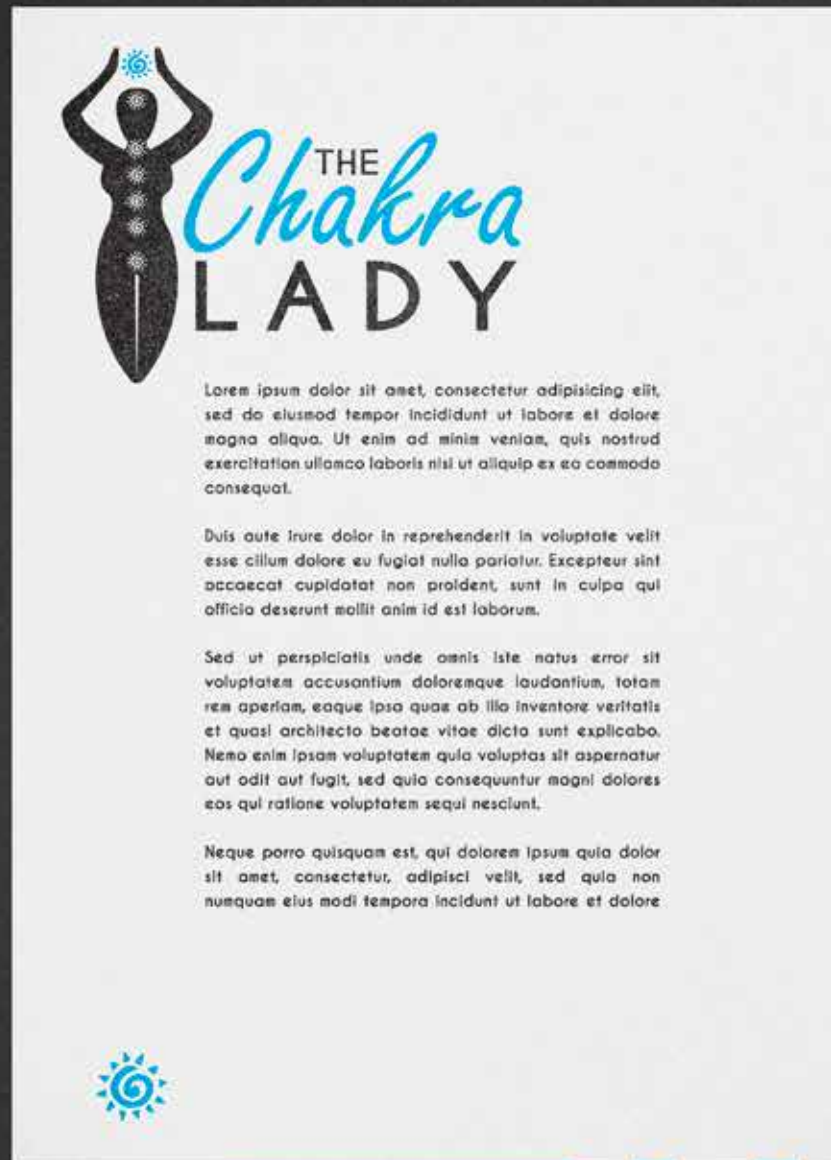 THE
Chakra
LADY
Lorem ipsum dolor sit amet, consectetur adipisicing elit,
sed do eiusmod tempor incididunt ut labore et dolore
magna aliqua. Ut enim ad minim veniam, quis nostrud
exercitation ullamco laboris nisi ut aliquip ex ea commodo
consequat.
Duis aute irure dolor in reprehenderit in voluptate velit
esse cillum dolore eu fugiat nulla pariatur. Excepteur sint
occaecat cupidatat non proident, sunt in culpa qui
officia deserunt mollit anim id est laborum.
Sed ut perspiciatis unde omnis iste natus error sit
voluptatem accusantium doloremque laudantium, totam
rem aperiam, eaque ipsa quae ab illo inventore veritatis
et quasi architecto beatae vitae dicta sunt explicabo.
Nemo enim ipsam voluptatem quia voluptas sit aspernatur
aut odit aut fugit, sed quia consequuntur magni dolores
eos qui ratione voluptatem sequi nesciunt.
Neque porro quisquam est, qui dolorem ipsum quia dolor
sit amet, consectetur, adipisci velit, sed quia non
numquam eius modi tempora incidunt ut labore et dolore